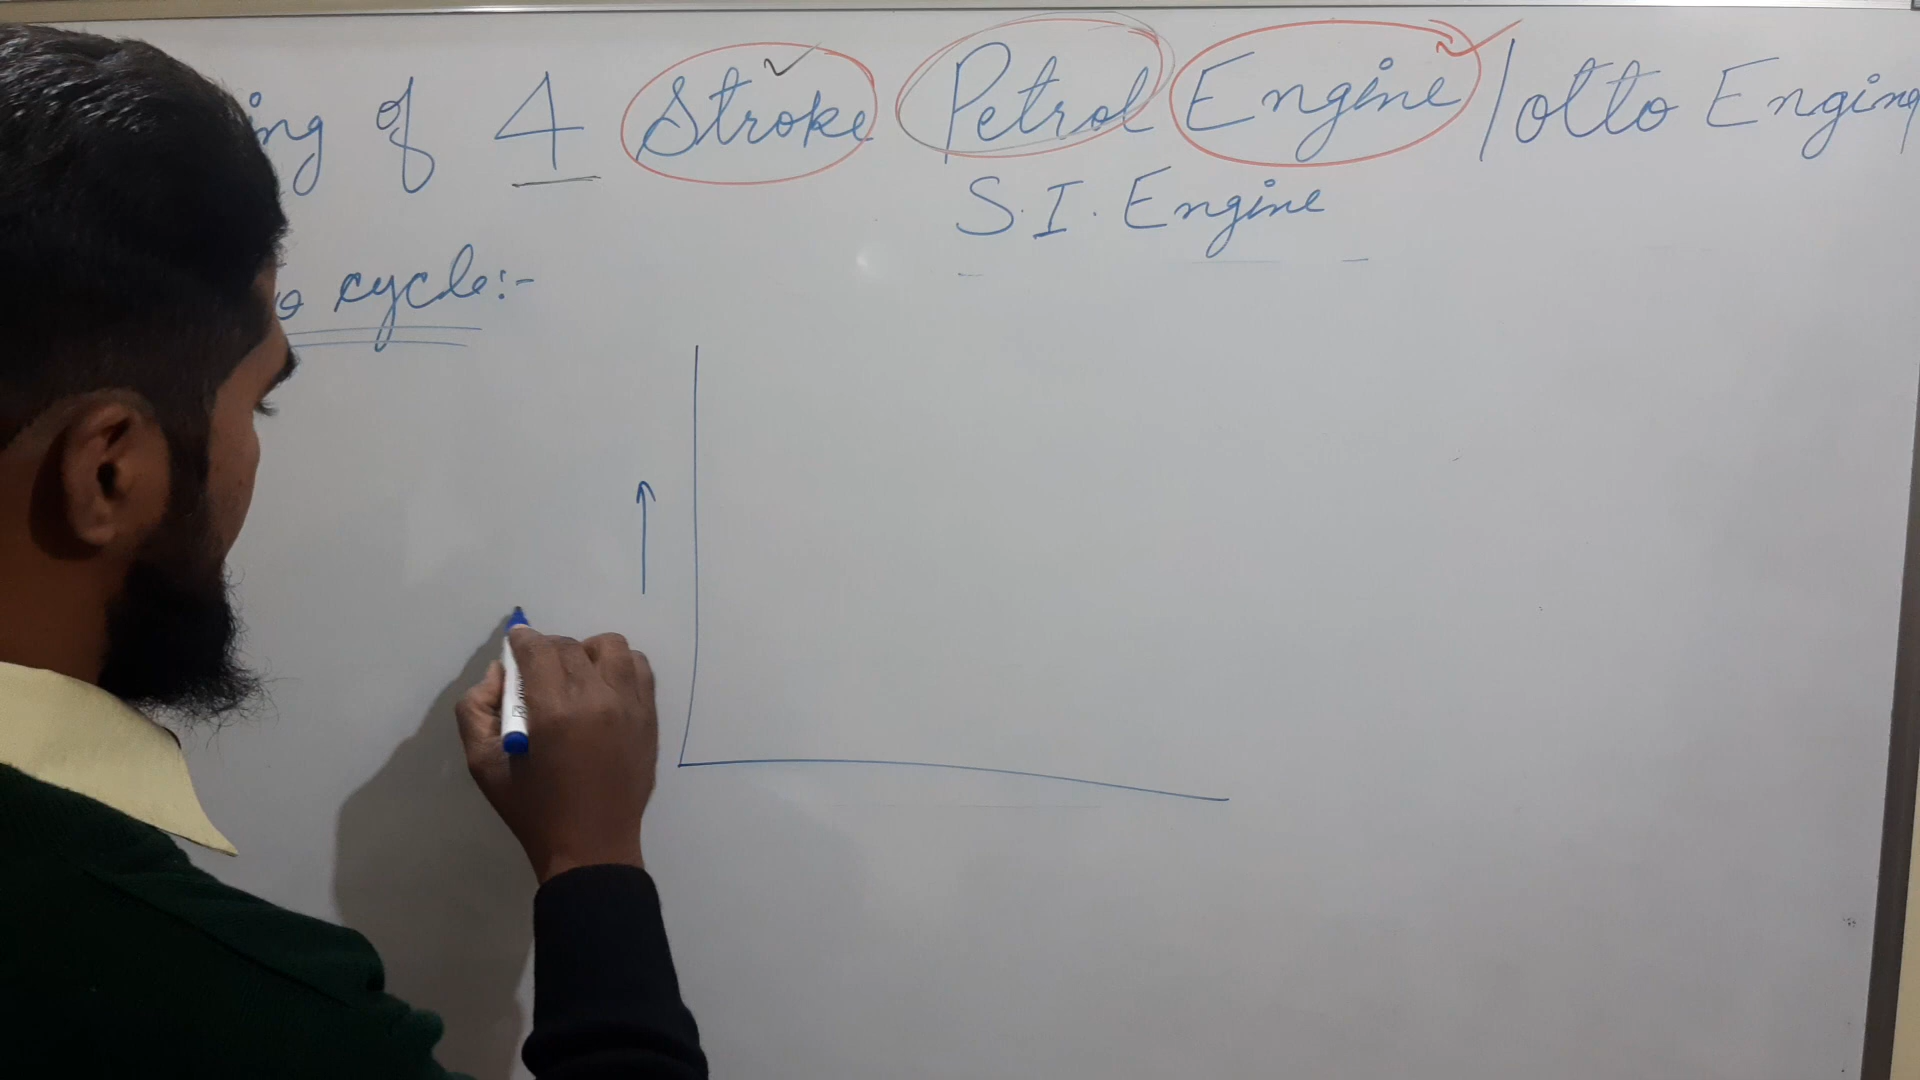 ing of 4 Stroke Petrol Engine / otto Engine
S.I. Engine
o cycle:-